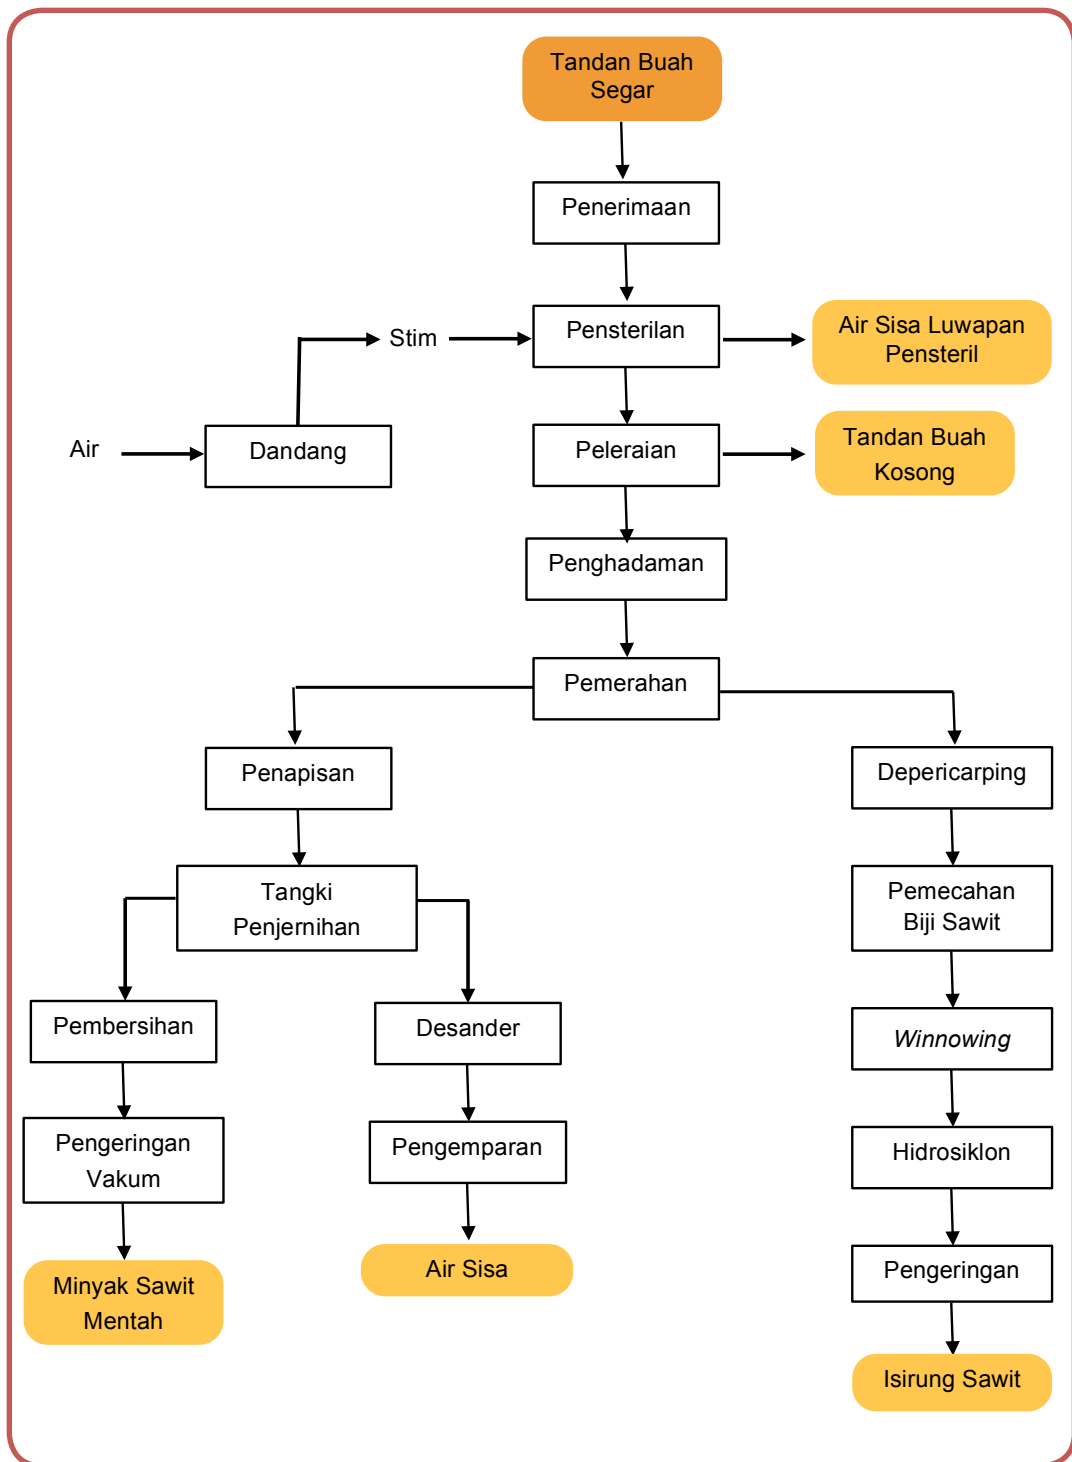 Tandan Buah
Segar
Penerimaan
Stim
Pensterilan
Air Sisa Luwapan
Pensteril
Air
Dandang
Peleraian
Tandan Buah
Kosong
Penghadaman
Pemerahan
Penapisan
Depericarping
Tangki
Penjernihan
Pemecahan
Biji Sawit
Pembersihan
Desander
Winnowing
Pengeringan
Vakum
Pengemparan
Hidrosiklon
Minyak Sawit
Mentah
Air Sisa
Pengeringan
Isirung Sawit